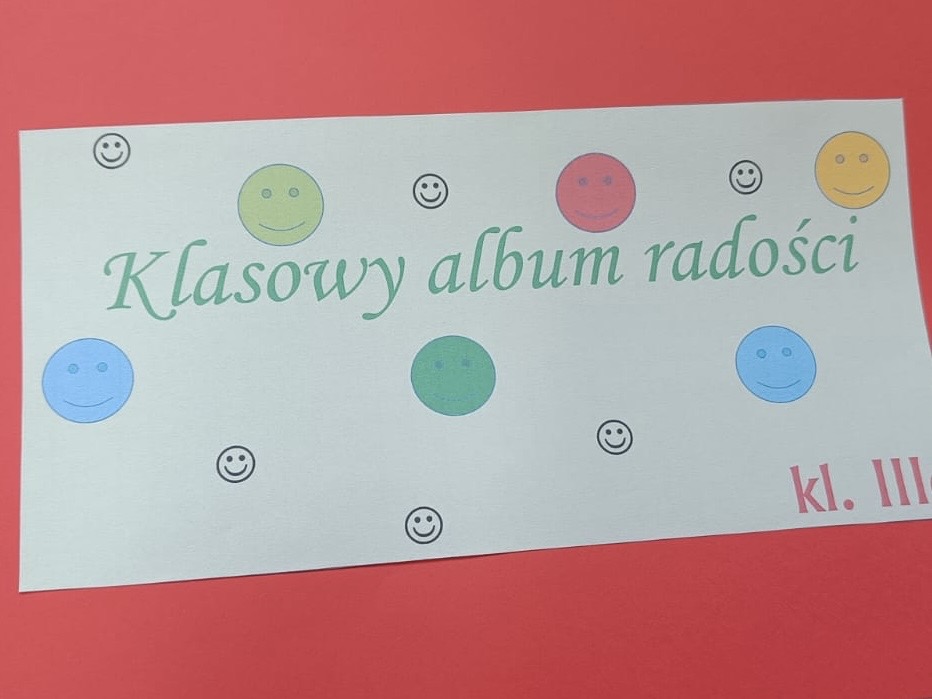 Klasowy album radości
kl. III